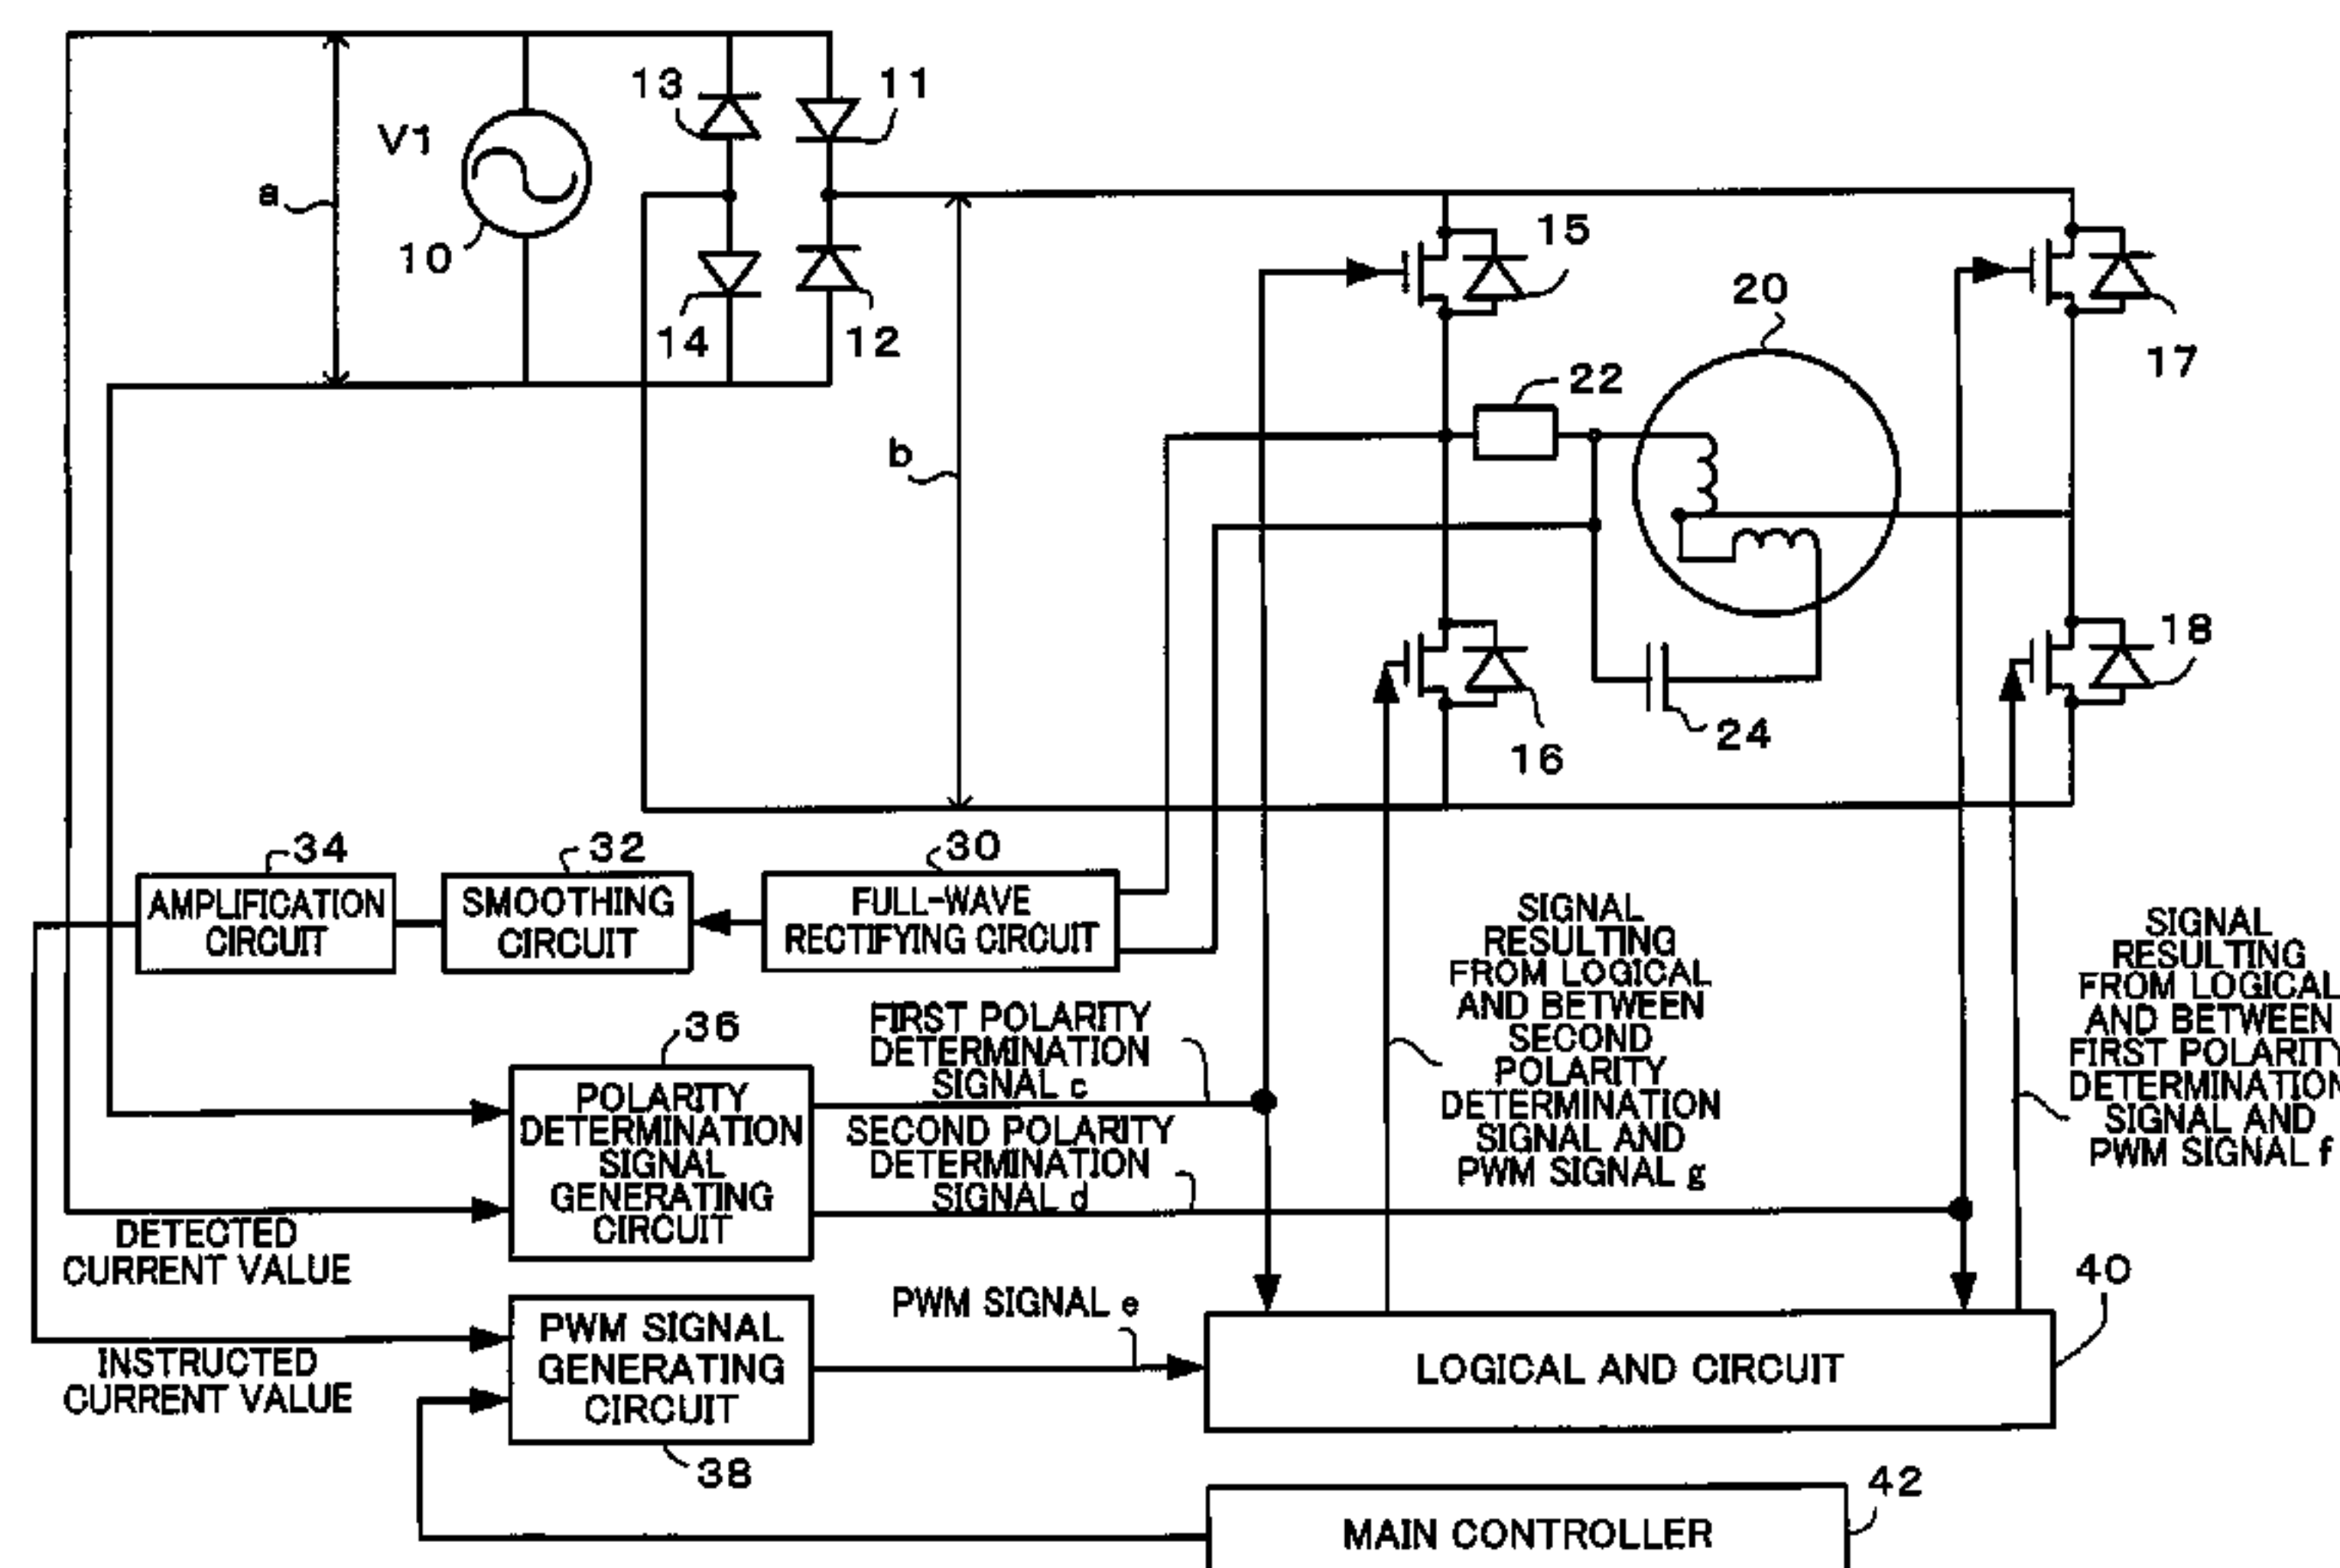 13
11
V1
a
10
14
12
15
17
20
22
b
18
16
24
34
32
30
AMPLIFICATION
CIRCUIT
SMOOTHING
CIRCUIT
FULL-WAVE
RECTIFYING CIRCUIT
SIGNAL
RESULTING
FROM LOGICAL
AND BETWEEN
SECOND
POLARITY
DETERMINATION
SIGNAL AND
PWM SIGNAL g
SIGNAL
RESULTING
FROM LOGICAL
AND BETWEEN
FIRST POLARITY
DETERMINATION
SIGNAL AND
PWM SIGNAL f
36
FIRST POLARITY
DETERMINATION
SIGNAL c
POLARITY
DETERMINATION
SIGNAL
GENERATING
CIRCUIT
SECOND POLARITY
DETERMINATION
SIGNAL d
DETECTED
CURRENT VALUE
PWM SIGNAL e
40
PWM SIGNAL
GENERATING
CIRCUIT
LOGICAL AND CIRCUIT
INSTRUCTED
CURRENT VALUE
38
42
MAIN CONTROLLER